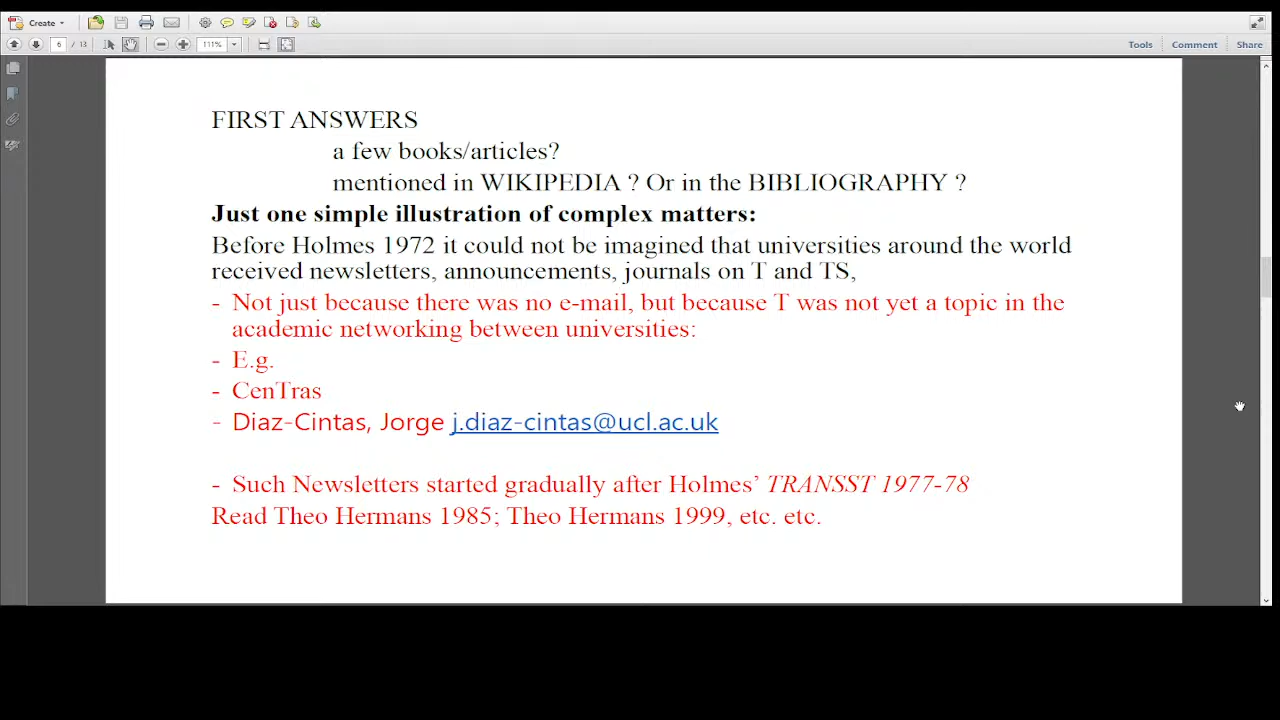 Create
6 / 13
111%
Tools Comment Share
FIRST ANSWERS
a few books/articles?
mentioned in WIKIPEDIA ? Or in the BIBLIOGRAPHY ?
Just one simple illustration of complex matters:
Before Holmes 1972 it could not be imagined that universities around the world
received newsletters, announcements, journals on T and TS,
- Not just because there was no e-mail, but because T was not yet a topic in the
academic networking between universities:
- E.g.
- CenTras
- Diaz-Cintas, Jorge j.diaz-cintas@ucl.ac.uk
- Such Newsletters started gradually after Holmes’ TRANSST 1977-78
Read Theo Hermans 1985; Theo Hermans 1999, etc. etc.